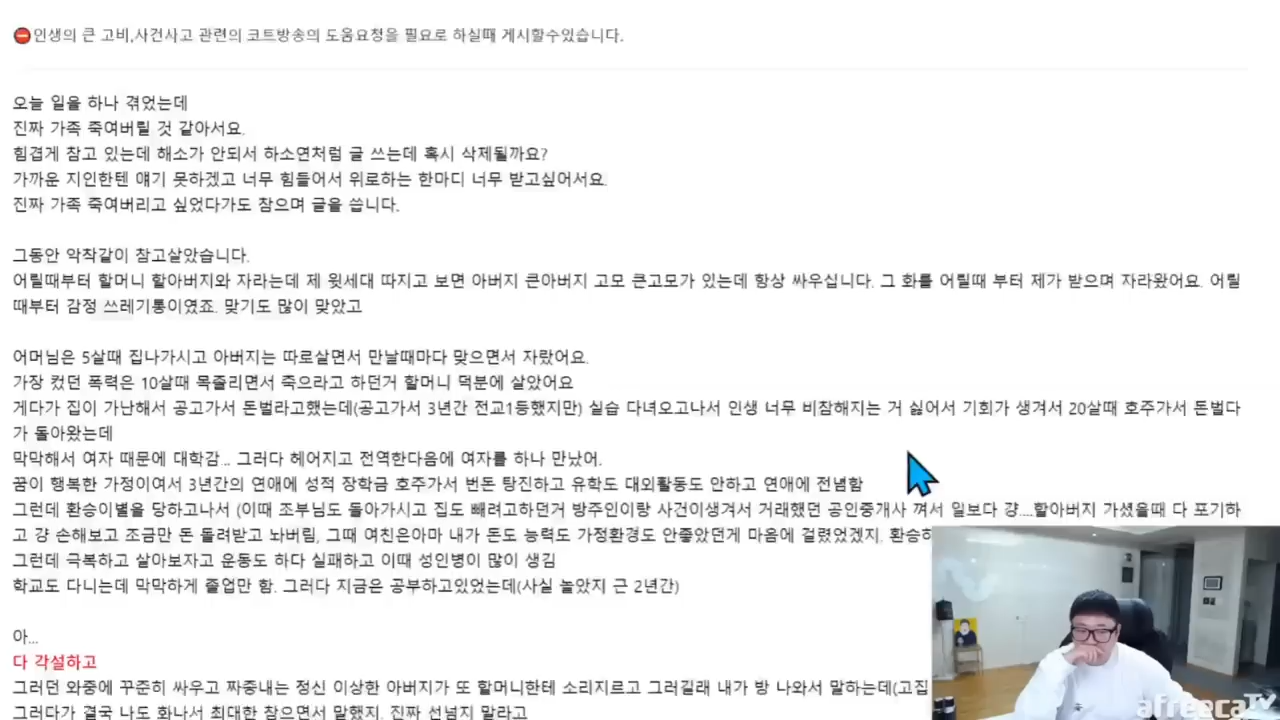 ⛔인생의 큰 고비,사건사고 관련의 코트방송의 도움요청을 필요로 하실때 게시할수있습니다.
오늘 일을 하나 겪었는데
진짜 가족 죽여버릴 것 같아서요.
힘겹게 참고 있는데 해소가 안되서 하소연처럼 글 쓰는데 혹시 삭제될까요?
가까운 지인한텐 얘기 못하겠고 너무 힘들어서 위로하는 한마디 너무 받고싶어서요.
진짜 가족 죽여버리고 싶었다가도 참으며 글을 씁니다.
그동안 악착같이 참고살았습니다.
어릴때부터 할머니 할아버지와 자라는데 제 윗세대 따지고 보면 아버지 큰아버지 고모 큰고모가 있는데 항상 싸우십니다. 그 화를 어릴때 부터 제가 받으며 자라왔어요. 어릴
때부터 감정 쓰레기통이였죠. 맞기도 많이 맞았고
어머님은 5살때 집나가시고 아버지는 따로살면서 만날때마다 맞으면서 자랐어요.
가장 컸던 폭력은 10살때 목졸리면서 죽으라고 하던거 할머니 덕분에 살았어요
게다가 집이 가난해서 공고가서 돈벌라고했는데(공고가서 3년간 전교1등했지만) 실습 다녀오고나서 인생 너무 비참해지는 거 싫어서 기회가 생겨서 20살때 호주가서 돈벌다
가 돌아왔는데
막막해서 여자 때문에 대학감... 그러다 헤어지고 전역한다음에 여자를 하나 만났어.
꿈이 행복한 가정이여서 3년간의 연애에 성적 장학금 호주가서 번돈 탕진하고 유학도 대외활동도 안하고 연애에 전념함
그런데 환승이별을 당하고나서 (이때 조부님도 돌아가시고 집도 빼려고하던거 방주인이랑 사건이생겨서 거래했던 공인중개사 껴서 일보다 걍....할아버지 가셨을때 다 포기하
고 걍 손해보고 조금만 돈 돌려받고 놔버림, 그때 여친은아마 내가 돈도 능력도 가정환경도 안좋았던게 마음에 걸렸었겠지. 환승하
그런데 극복하고 살아보자고 운동도 하다 실패하고 이때 성인병이 많이 생김
학교도 다니는데 막막하게 졸업만 함. 그러다 지금은 공부하고있었는데(사실 놀았지 근 2년간)
아...
다 각설하고
그러던 와중에 꾸준히 싸우고 짜증내는 정신 이상한 아버지가 또 할머니한테 소리지르고 그러길래 내가 방 나와서 말하는데(고집
그러다가 결국 나도 화나서 최대한 참으면서 말했지. 진짜 선넘지 말라고
afreecaTV